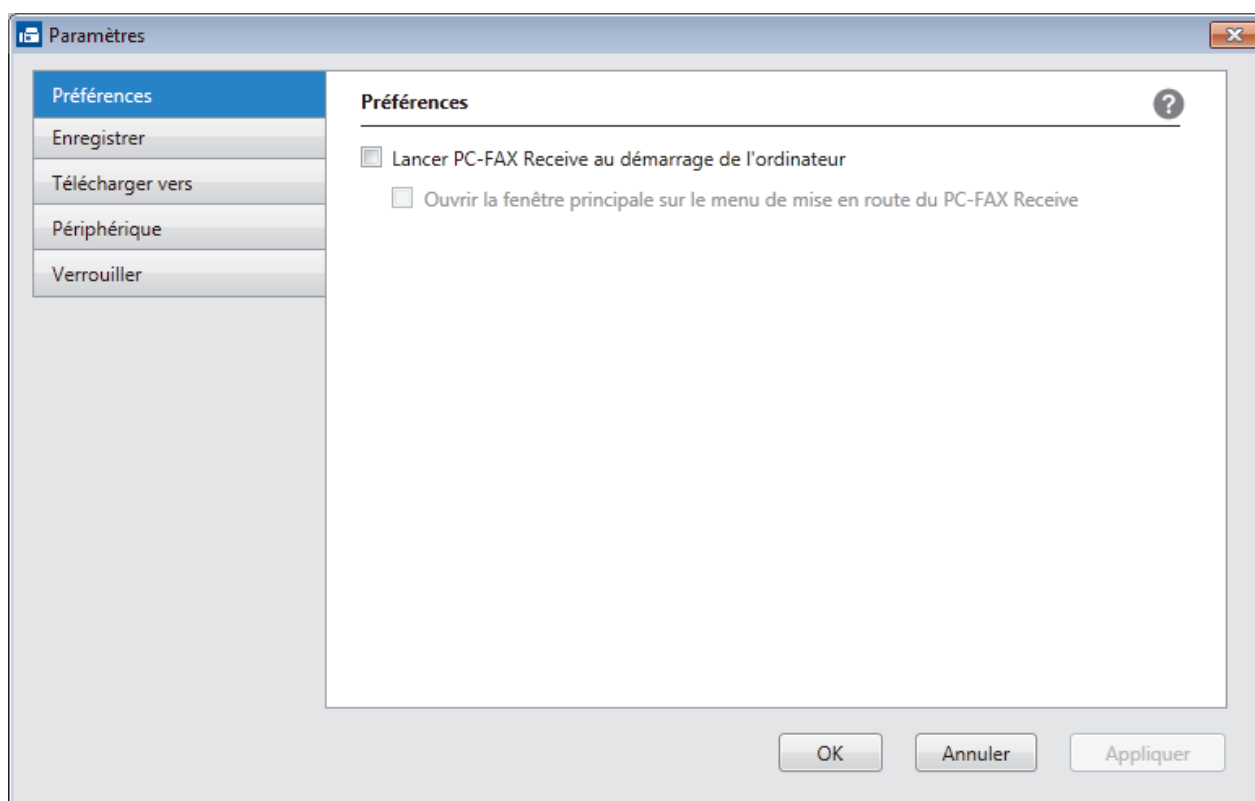 Paramètres
Préférences
Enregistrer
Télécharger vers
Périphérique
Verrouiller
Préférences
?
Lancer PC-FAX Receive au démarrage de l'ordinateur
Ouvrir la fenêtre principale sur le menu de mise en route du PC-FAX Receive
OK
Annuler
Appliquer